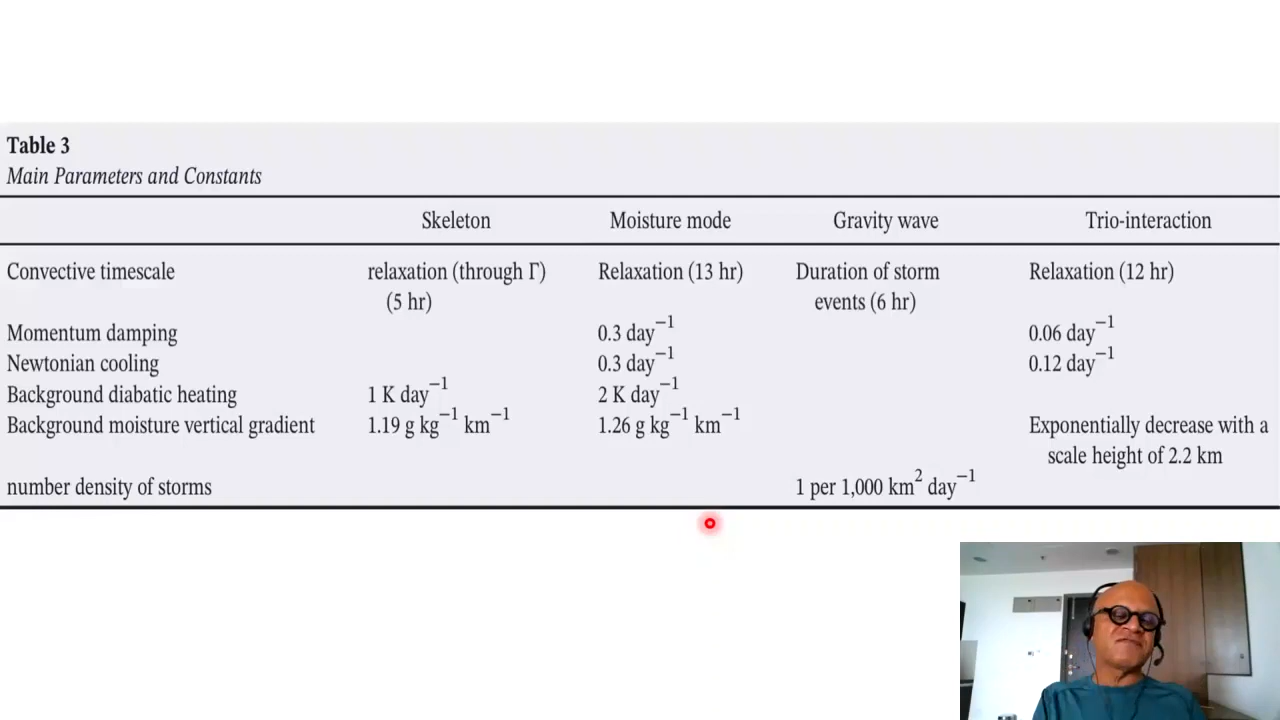 Table 3
Main Parameters and Constants
Skeleton Moisture mode Gravity wave Trio-interaction
Convective timescale relaxation (through Γ) Relaxation (13 hr) Duration of storm Relaxation (12 hr)
(5 hr) events (6 hr)
Momentum damping 0.3 day−1 0.06 day−1
Newtonian cooling 0.3 day−1 0.12 day−1
Background diabatic heating 1 K day−1 2 K day−1
Background moisture vertical gradient 1.19 g kg−1 km−1 1.26 g kg−1 km−1 Exponentially decrease with a
scale height of 2.2 km
number density of storms 1 per 1,000 km2 day−1